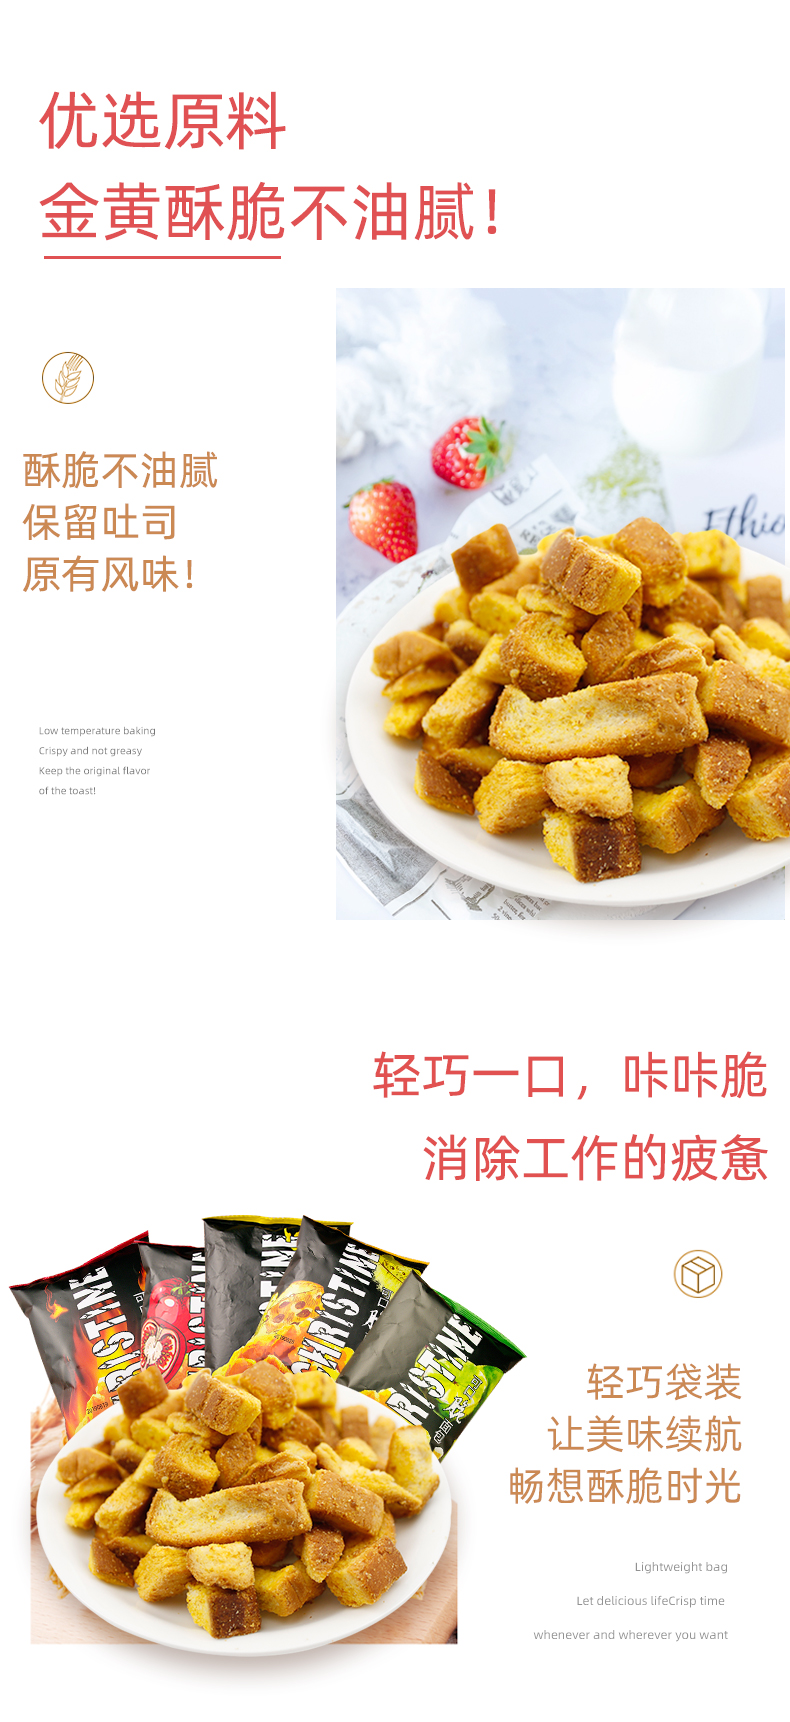 优选原料
金黄酥脆不油腻！
酥脆不油腻
保留吐司
原有风味！
Low temperature baking
Crispy and not greasy
Keep the original flavor
of the toast!
Ethio
轻巧一口，咔咔脆
消除工作的疲惫
CHRISTINE
轻巧袋装
让美味续航
畅想酥脆时光
Lightweight bag
Let delicious lifeCrisp time
whenever and wherever you want